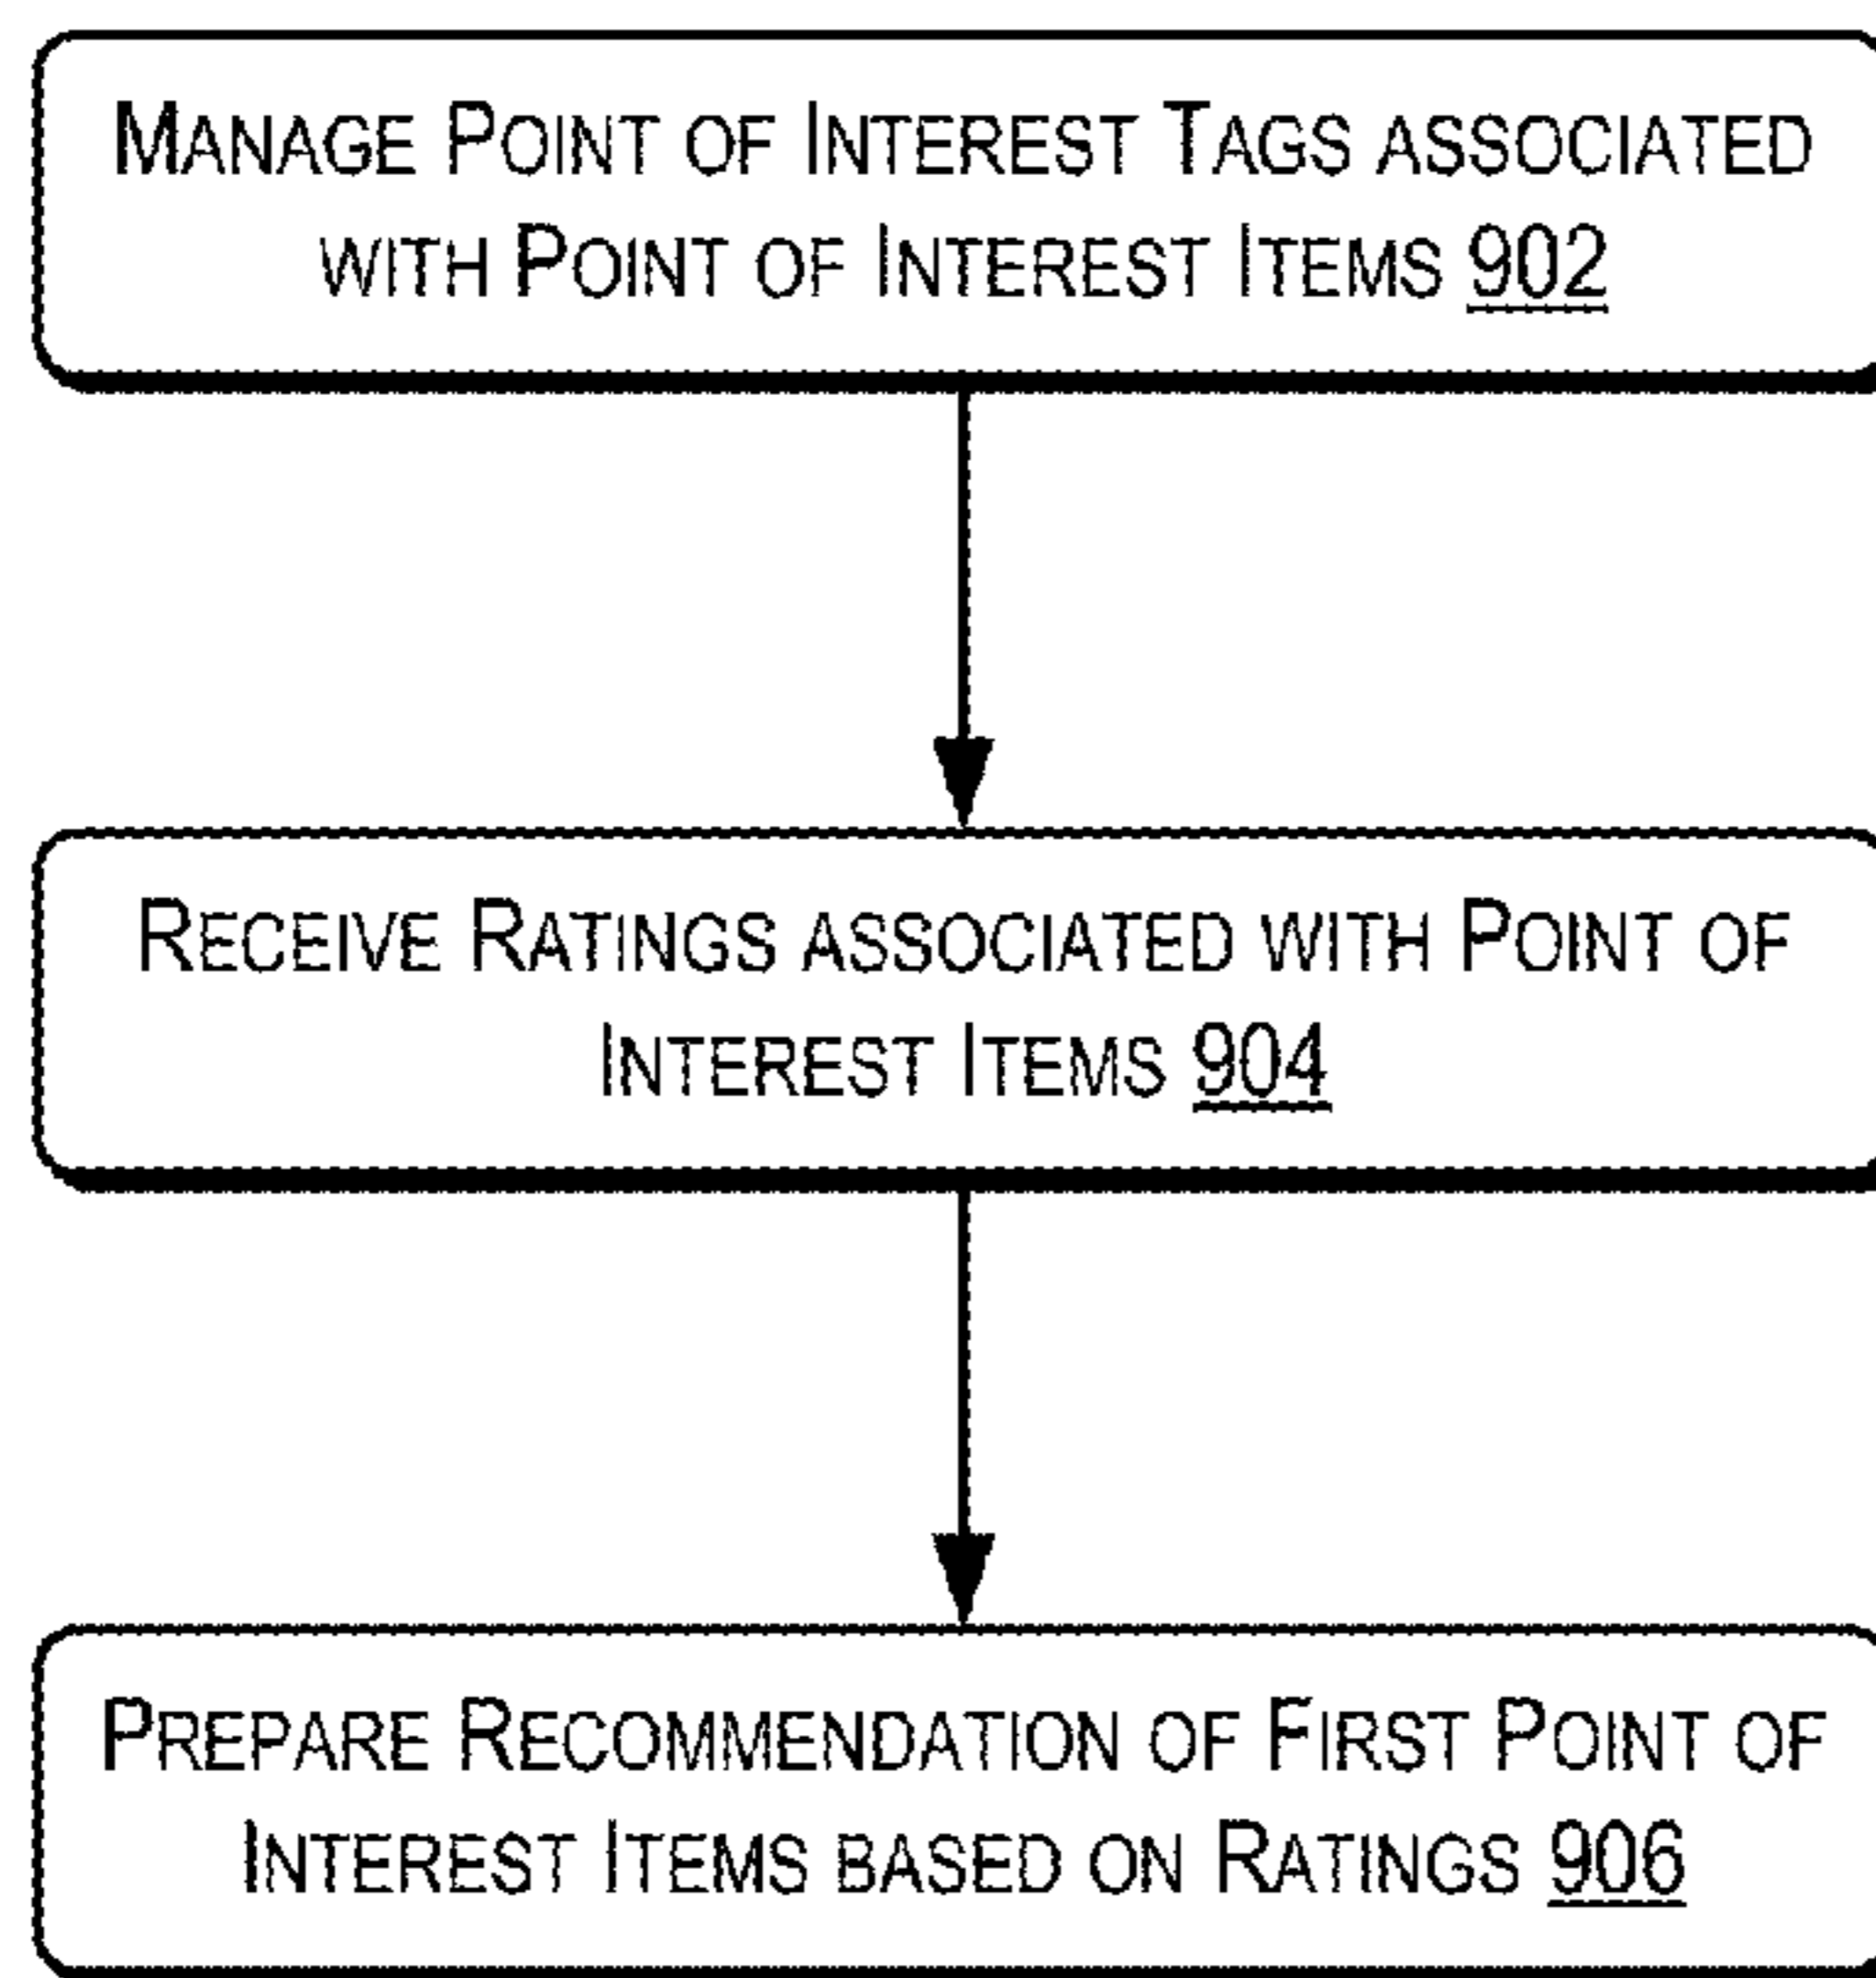 Manage Point of Interest Tags associated
with Point of Interest Items 902
Receive Ratings associated with Point of
Interest Items 904
Prepare Recommendation of First Point of
Interest Items based on Ratings 906